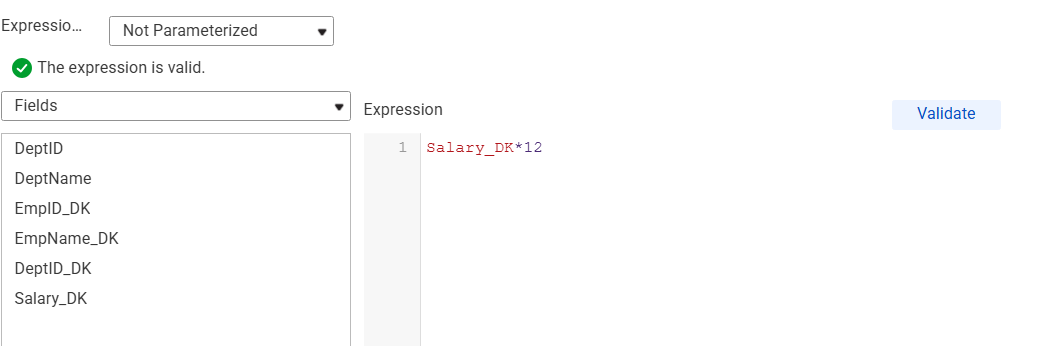 Expressio...
Not Parameterized
The expression is valid.
Fields
Expression
Validate
DeptID
DeptName
EmpID_DK
EmpName_DK
DeptID_DK
Salary_DK
1 Salary_DK*12